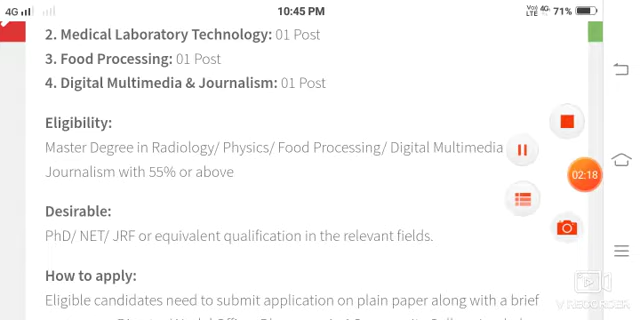 4G 10:45 PM Vo) 4G LTE 71%
2. Medical Laboratory Technology: 01 Post
3. Food Processing: 01 Post
4. Digital Multimedia & Journalism: 01 Post
Eligibility:
Master Degree in Radiology/ Physics/ Food Processing/ Digital Multimedia
Journalism with 55% or above
02:18
Desirable:
PhD/ NET/ JRF or equivalent qualification in the relevant fields.
How to apply:
Eligible candidates need to submit application on plain paper along with a brief
V RECORDER